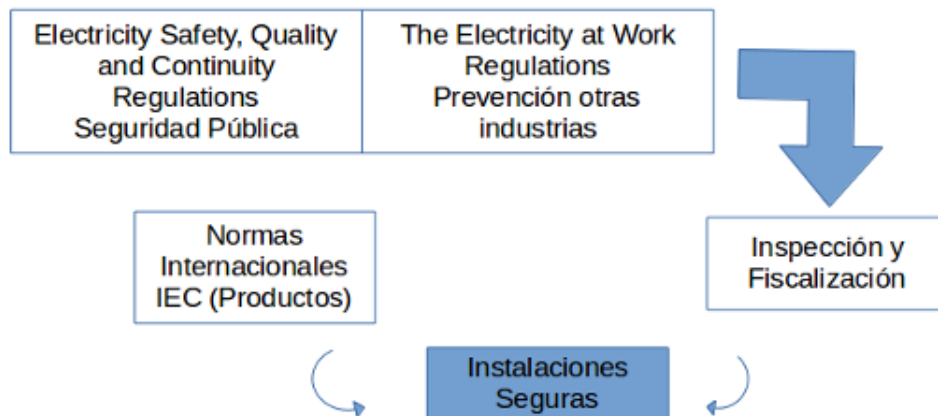 Electricity Safety, Quality
and Continuity
Regulations
Seguridad Pública
The Electricity at Work
Regulations
Prevención otras
industrias
Normas
Internacionales
IEC (Productos)
Inspección y
Fiscalización
Instalaciones
Seguras